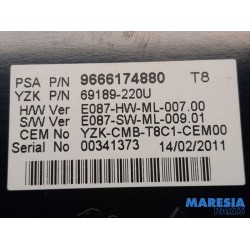 PSA P/N 9666174880 T8
YZK P/N 69189-220U
H/W Ver E087-HW-ML-007.00
S/W Ver E087-SW-ML-009.01
CEM No YZK-CMB-T8C1-CEM00
Serial No 00341373 14/02/2011
MARESIA
PARTS